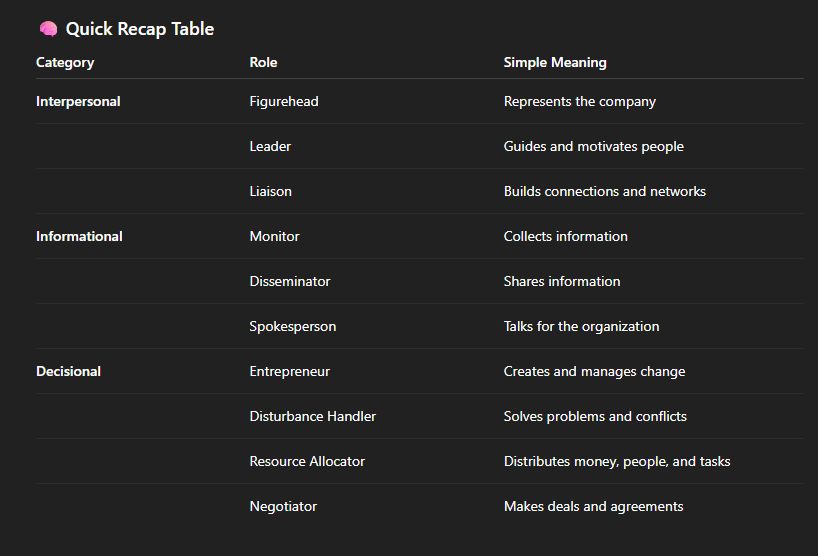 🧠 Quick Recap Table
Category Role Simple Meaning
Interpersonal Figurehead Represents the company
Leader Guides and motivates people
Liaison Builds connections and networks
Informational Monitor Collects information
Disseminator Shares information
Spokesperson Talks for the organization
Decisional Entrepreneur Creates and manages change
Disturbance Handler Solves problems and conflicts
Resource Allocator Distributes money, people, and tasks
Negotiator Makes deals and agreements